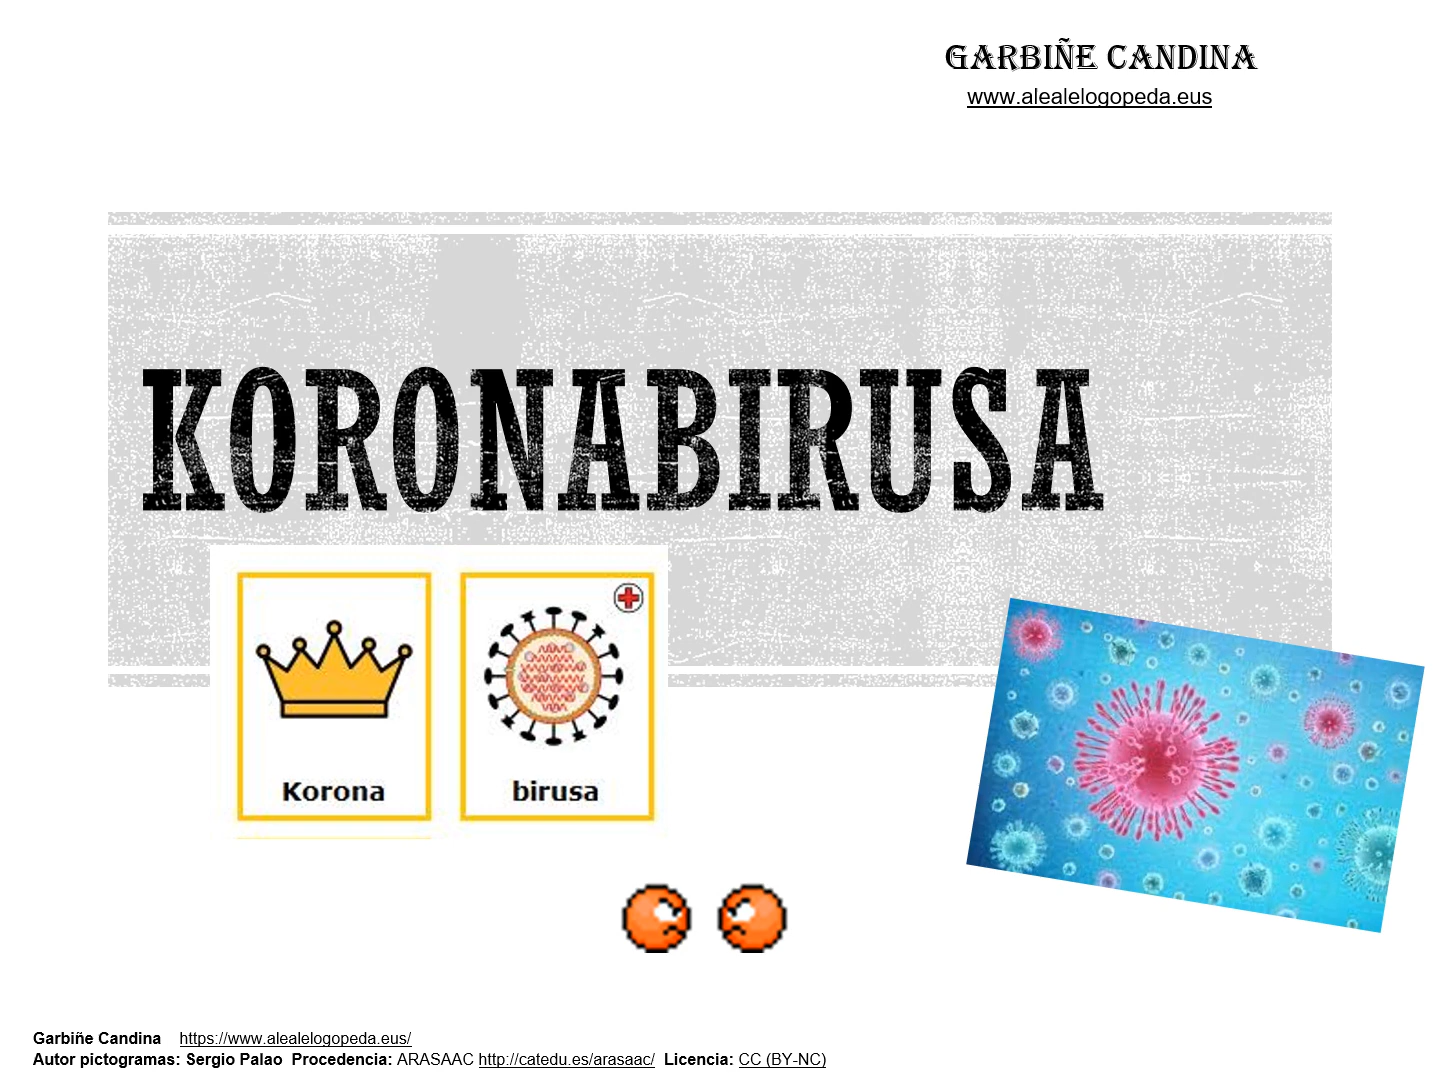 GARBIÑE CANDINA
www.alealelogopeda.eus
KORONABIRUSA
Korona
birusa
Garbiñe Candina https://www.alealelogopeda.eus/
Autor pictogramas: Sergio Palao Procedencia: ARASAAC http://catedu.es/arasaac/ Licencia: CC (BY-NC)